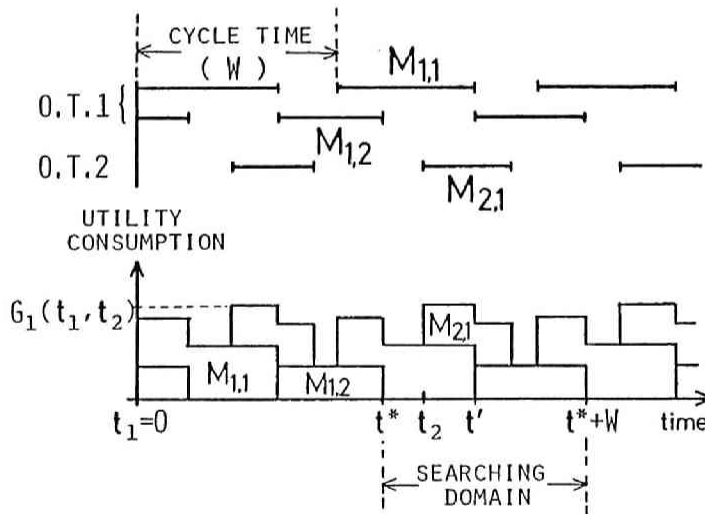 CYCLE TIME
( W )
M1,1
O.T.1
M1,2
O.T.2
M2,1
UTILITY
CONSUMPTION
G1(t1,t2)
M2,1
M1,1
M1,2
t1=0
t*
t2
t'
t*+W
time
SEARCHING
DOMAIN